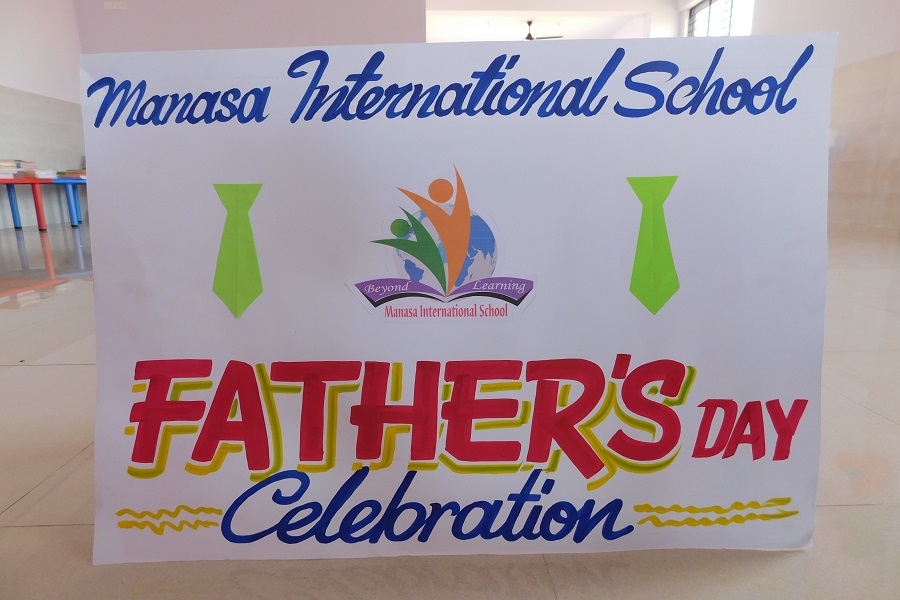 Manasa International School
Beyond Learning
Manasa International School
FATHER'S DAY
Celebration